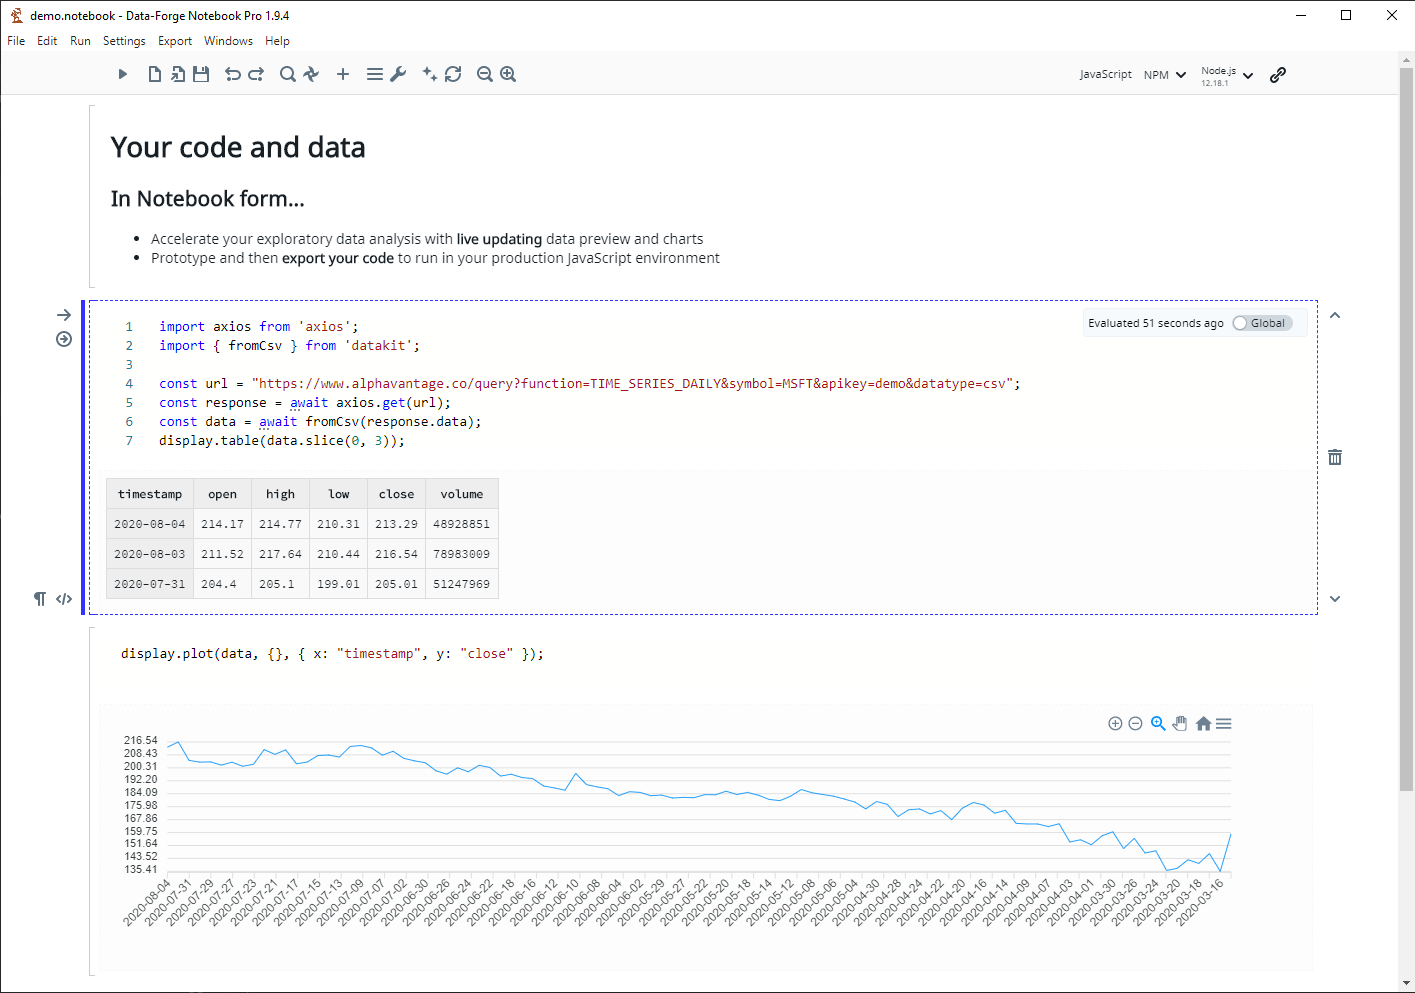 demo.notebook - Data-Forge Notebook Pro 1.9.4
File Edit Run Settings Export Windows Help
JavaScript NPM Node.js
12.18.1
Your code and data
In Notebook form...
• Accelerate your exploratory data analysis with live updating data preview and charts
• Prototype and then export your code to run in your production JavaScript environment
Evaluated 51 seconds ago Global
1 import axios from 'axios';
2 import { fromCsv } from 'datakit';
3
4 const url = "https://www.alphavantage.co/query?function=TIME_SERIES_DAILY&symbol=MSFT&apikey=demo&datatype=csv";
5 const response = await axios.get(url);
6 const data = await fromCsv(response.data);
7 display.table(data.slice(0, 3));
timestamp open high low close volume
2020-08-04 214.17 214.77 210.31 213.29 48928851
2020-08-03 211.52 217.64 210.44 216.54 78983009
2020-07-31 204.4 205.1 199.01 205.01 51247969
display.plot(data, {}, { x: "timestamp", y: "close" });
216.54
208.43
200.31
192.20
184.09
175.98
167.86
159.75
151.64
143.52
135.41
2020-08-04 2020-07-31 2020-07-29 2020-07-27 2020-07-23 2020-07-21 2020-07-17 2020-07-15 2020-07-13 2020-07-09 2020-07-07 2020-07-02 2020-06-30 2020-06-26 2020-06-24 2020-06-22 2020-06-18 2020-06-16 2020-06-12 2020-06-10 2020-06-08 2020-06-04 2020-06-02 2020-05-29 2020-05-27 2020-05-22 2020-05-20 2020-05-18 2020-05-14 2020-05-12 2020-05-08 2020-05-06 2020-05-04 2020-04-30 2020-04-28 2020-04-24 2020-04-22 2020-04-20 2020-04-16 2020-04-14 2020-04-09 2020-04-07 2020-04-03 2020-04-01 2020-03-30 2020-03-26 2020-03-24 2020-03-20 2020-03-18 2020-03-16